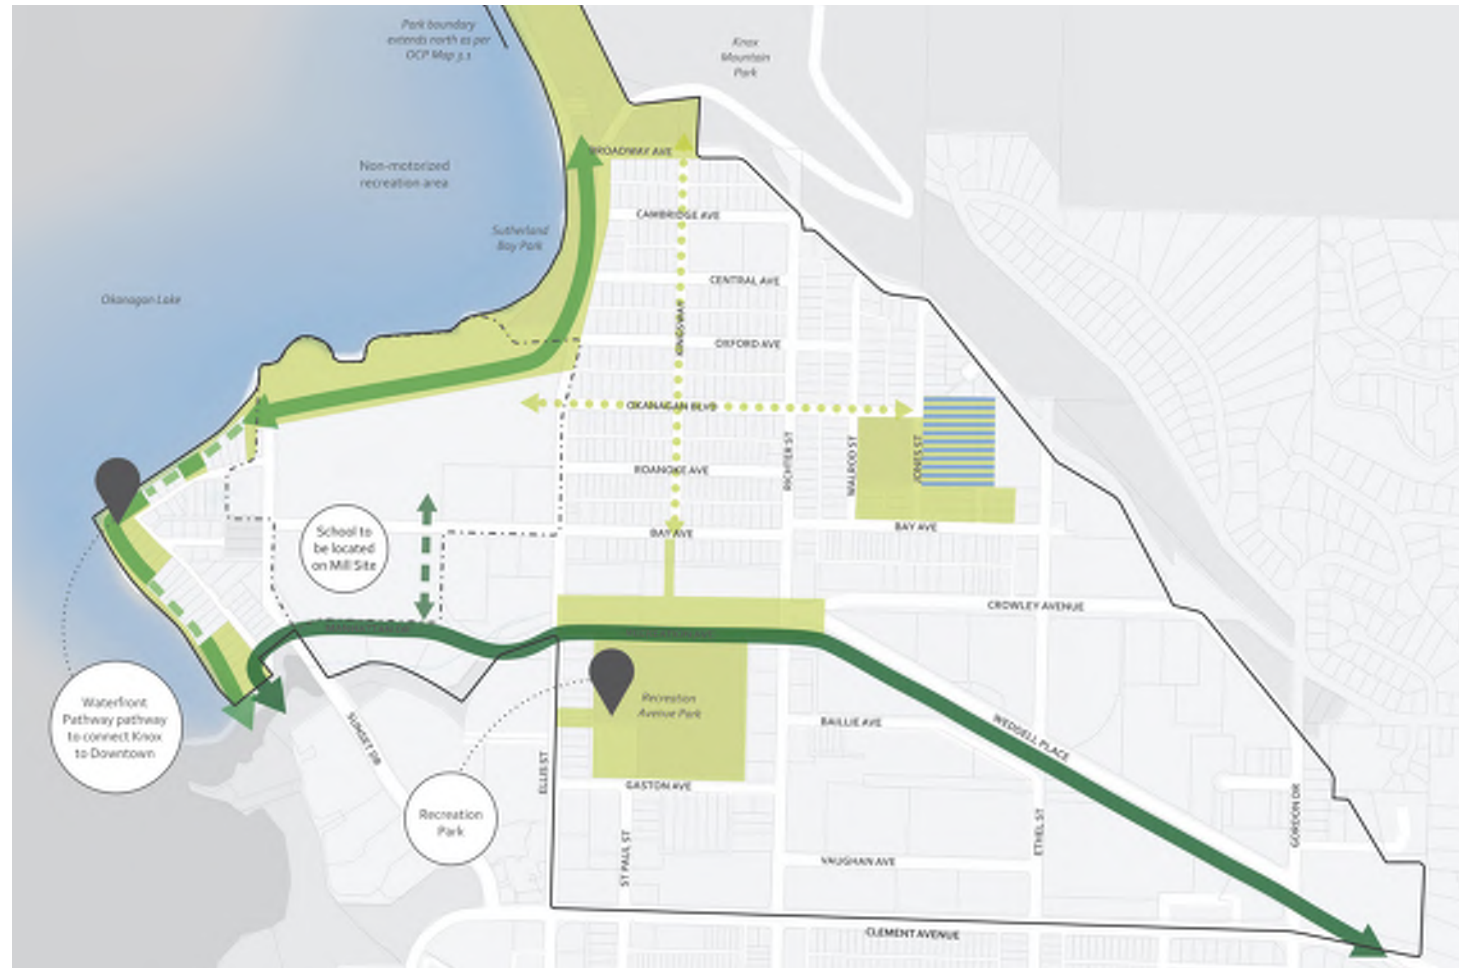 Park boundary
extends north as per
OCP Map 3.1
Knox
Mountain
Park
Non-motorized
recreation area
BROADWAY AVE
CAMBRIDGE AVE
Sutherland
Bay Park
Okanagan Lake
CENTRAL AVE
KINGSWAY
OXFORD AVE
OKANAGAN BLVD
RICHTER ST
WALROD ST
JONES ST
ROANOKE AVE
BAY AVE
BAY AVE
School to
be located
on Mill Site
CROWLEY AVENUE
Waterfront
Pathway pathway
to connect Knox
to Downtown
Recreation
Avenue Park
SUNSET DR
BAILLIE AVE
WEDDELL PLACE
ELLIS ST
GASTON AVE
Recreation
Park
ST PAUL ST
ETHEL ST
GORDON DR
VAUGHAN AVE
CLEMENT AVENUE